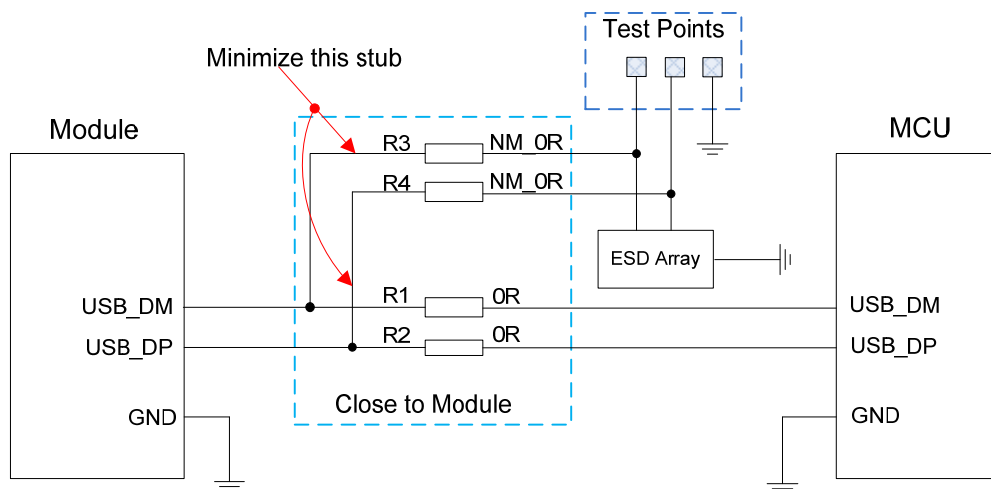 Test Points
Minimize this stub
Module
MCU
R3 NM_0R
R4 NM_0R
ESD Array
USB_DM
R1 0R
USB_DM
USB_DP
R2 0R
USB_DP
Close to Module
GND
GND